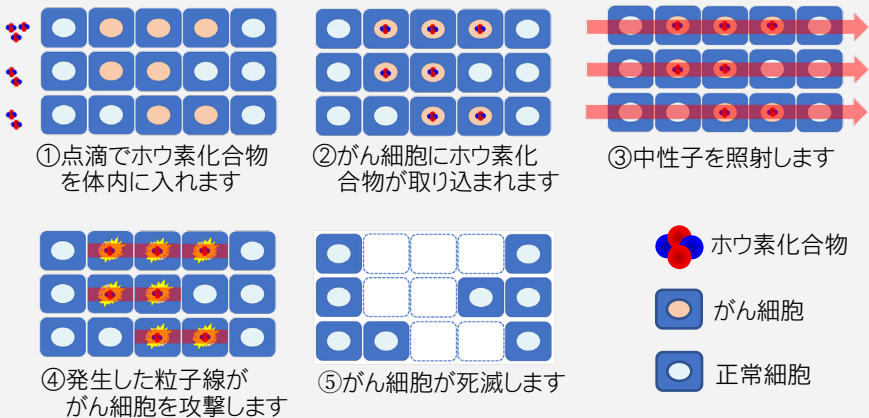 ①点滴でホウ素化合物
を体内に入れます
②がん細胞にホウ素化
合物が取り込まれます
③中性子を照射します
④発生した粒子線が
がん細胞を攻撃します
⑤がん細胞が死滅します
ホウ素化合物
がん細胞
正常細胞